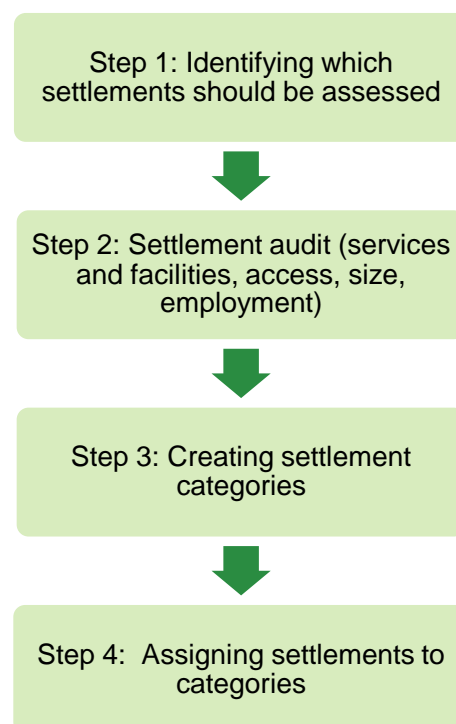 Step 1: Identifying which
settlements should be assessed
Step 2: Settlement audit (services
and facilities, access, size,
employment)
Step 3: Creating settlement
categories
Step 4:  Assigning settlements to
categories